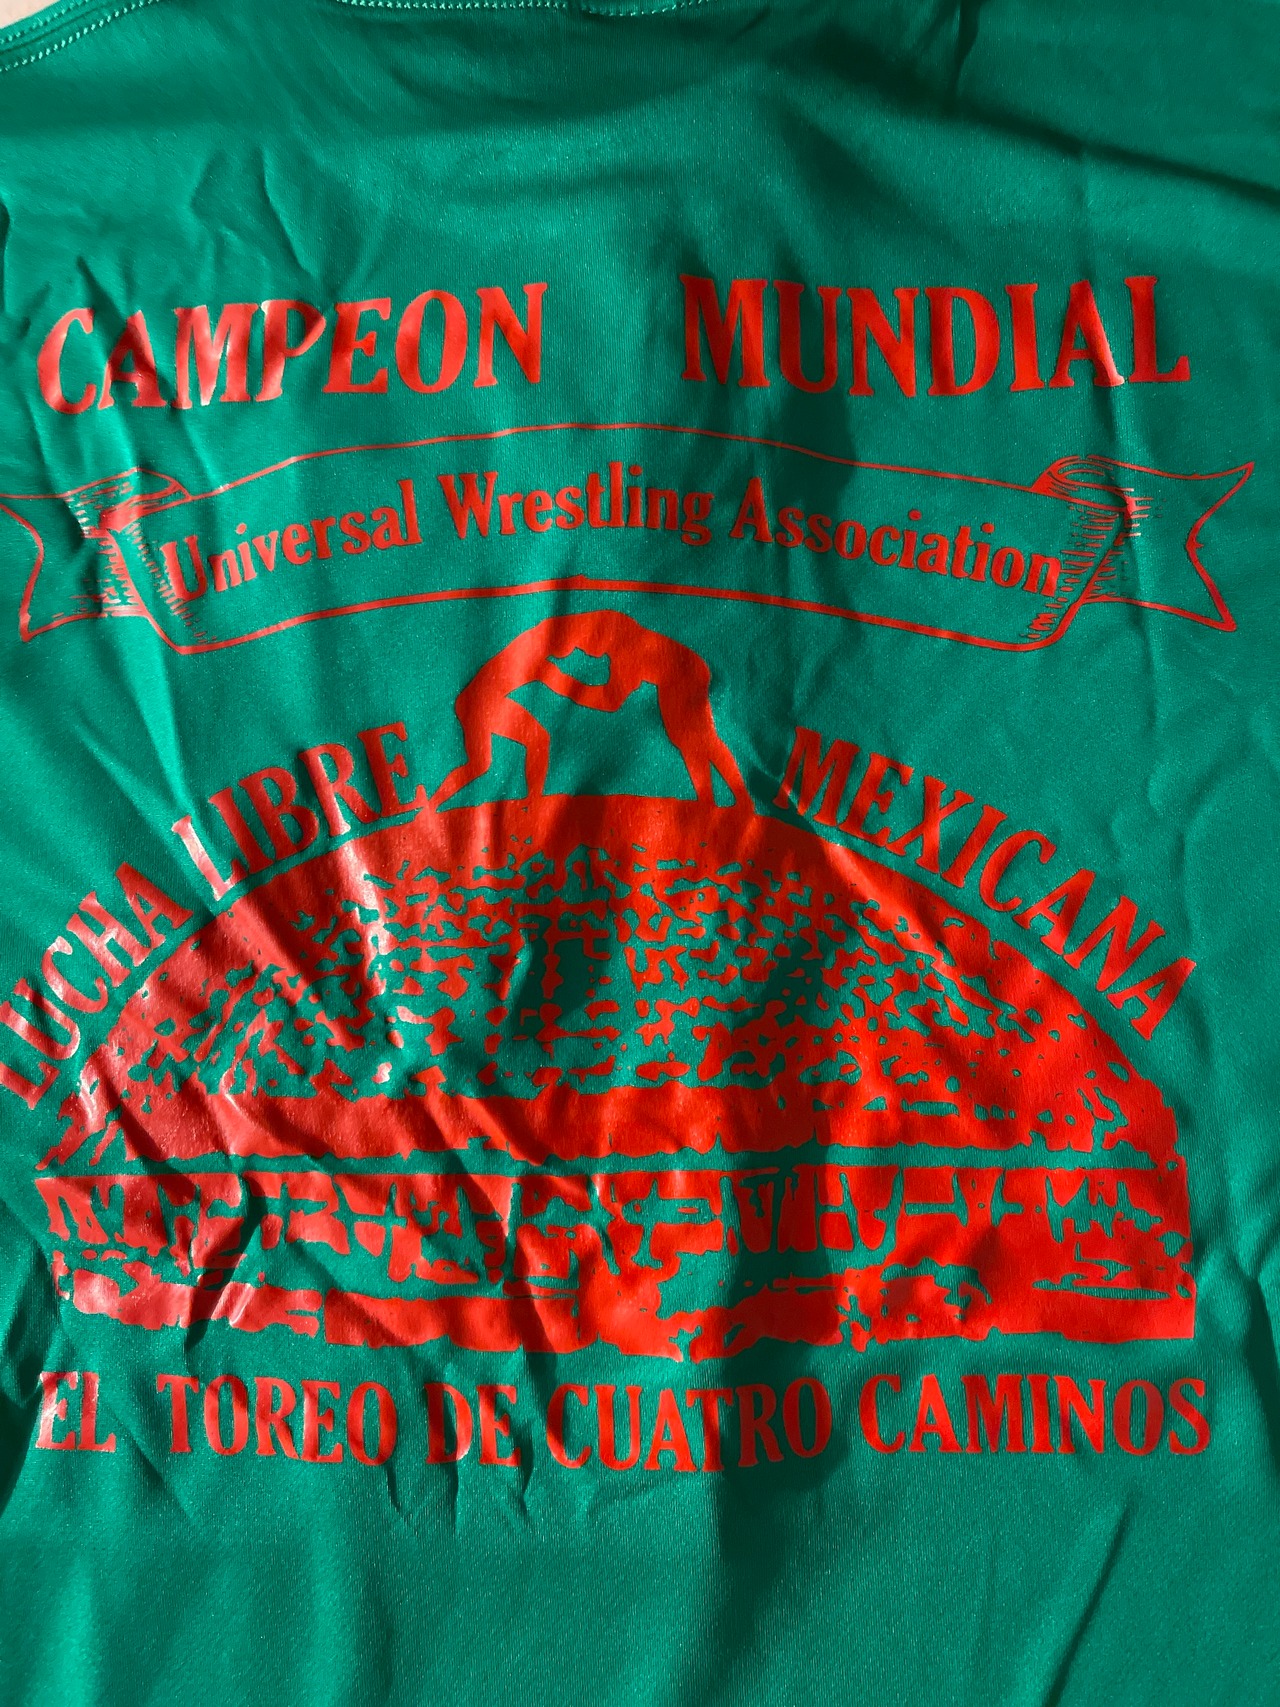 CAMPEON MUNDIAL
Universal Wrestling Association
LUCHA LIBRE MEXICANA
EL TOREO DE CUATRO CAMINOS